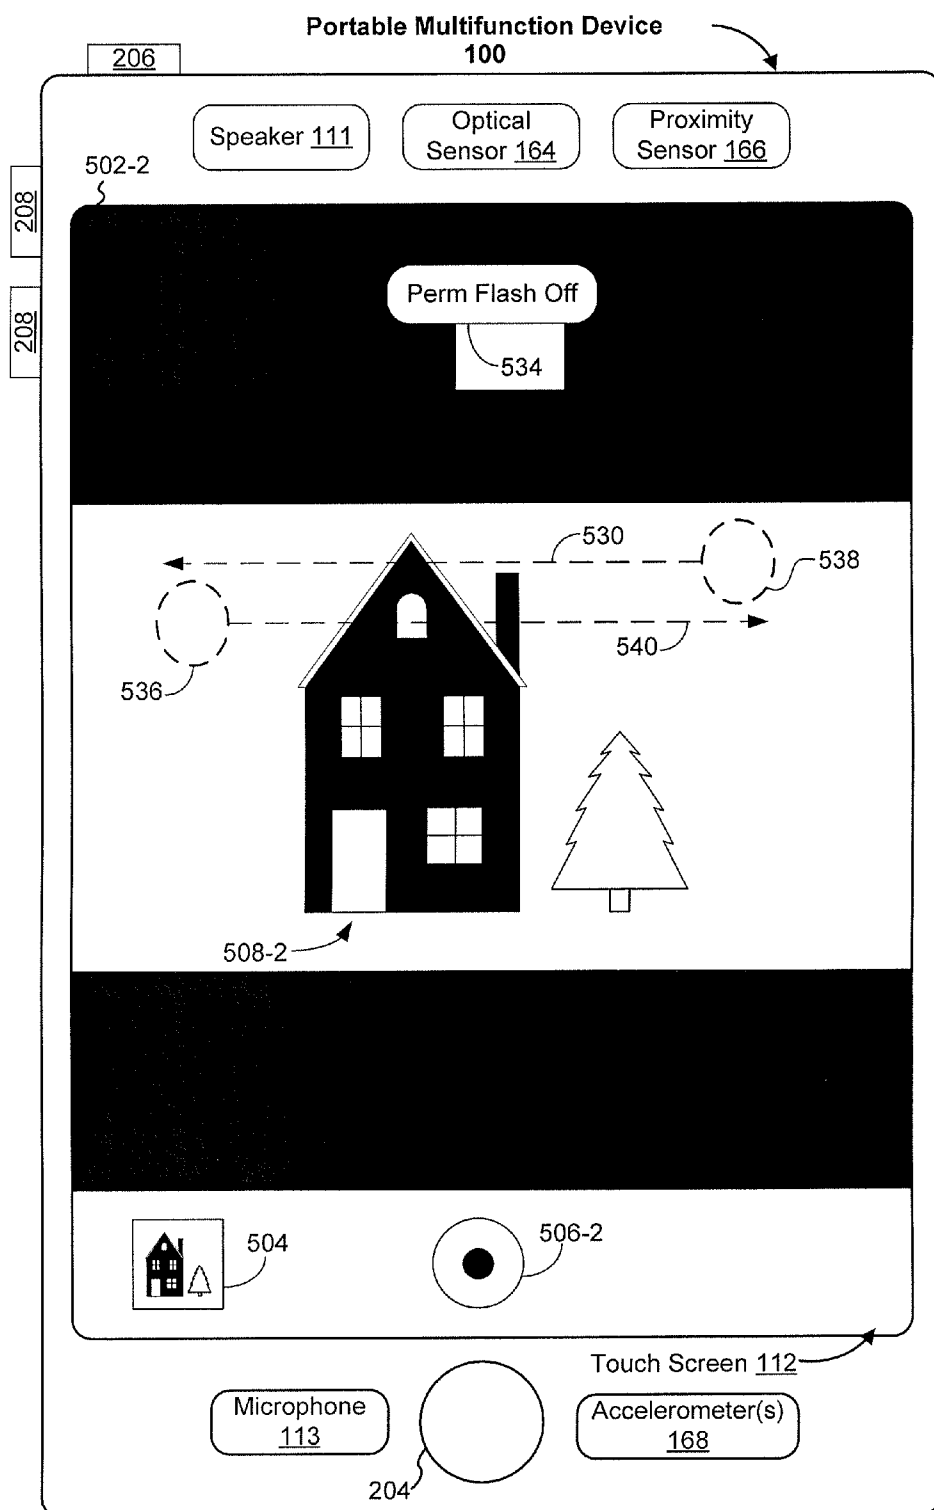 Portable Multifunction Device
100
206
Speaker 111
Optical
Sensor 164
Proximity
Sensor 166
502-2
208
208
Perm Flash Off
534
530
538
540
536
508-2
504
506-2
Touch Screen 112
Microphone
113
Accelerometer(s)
168
204